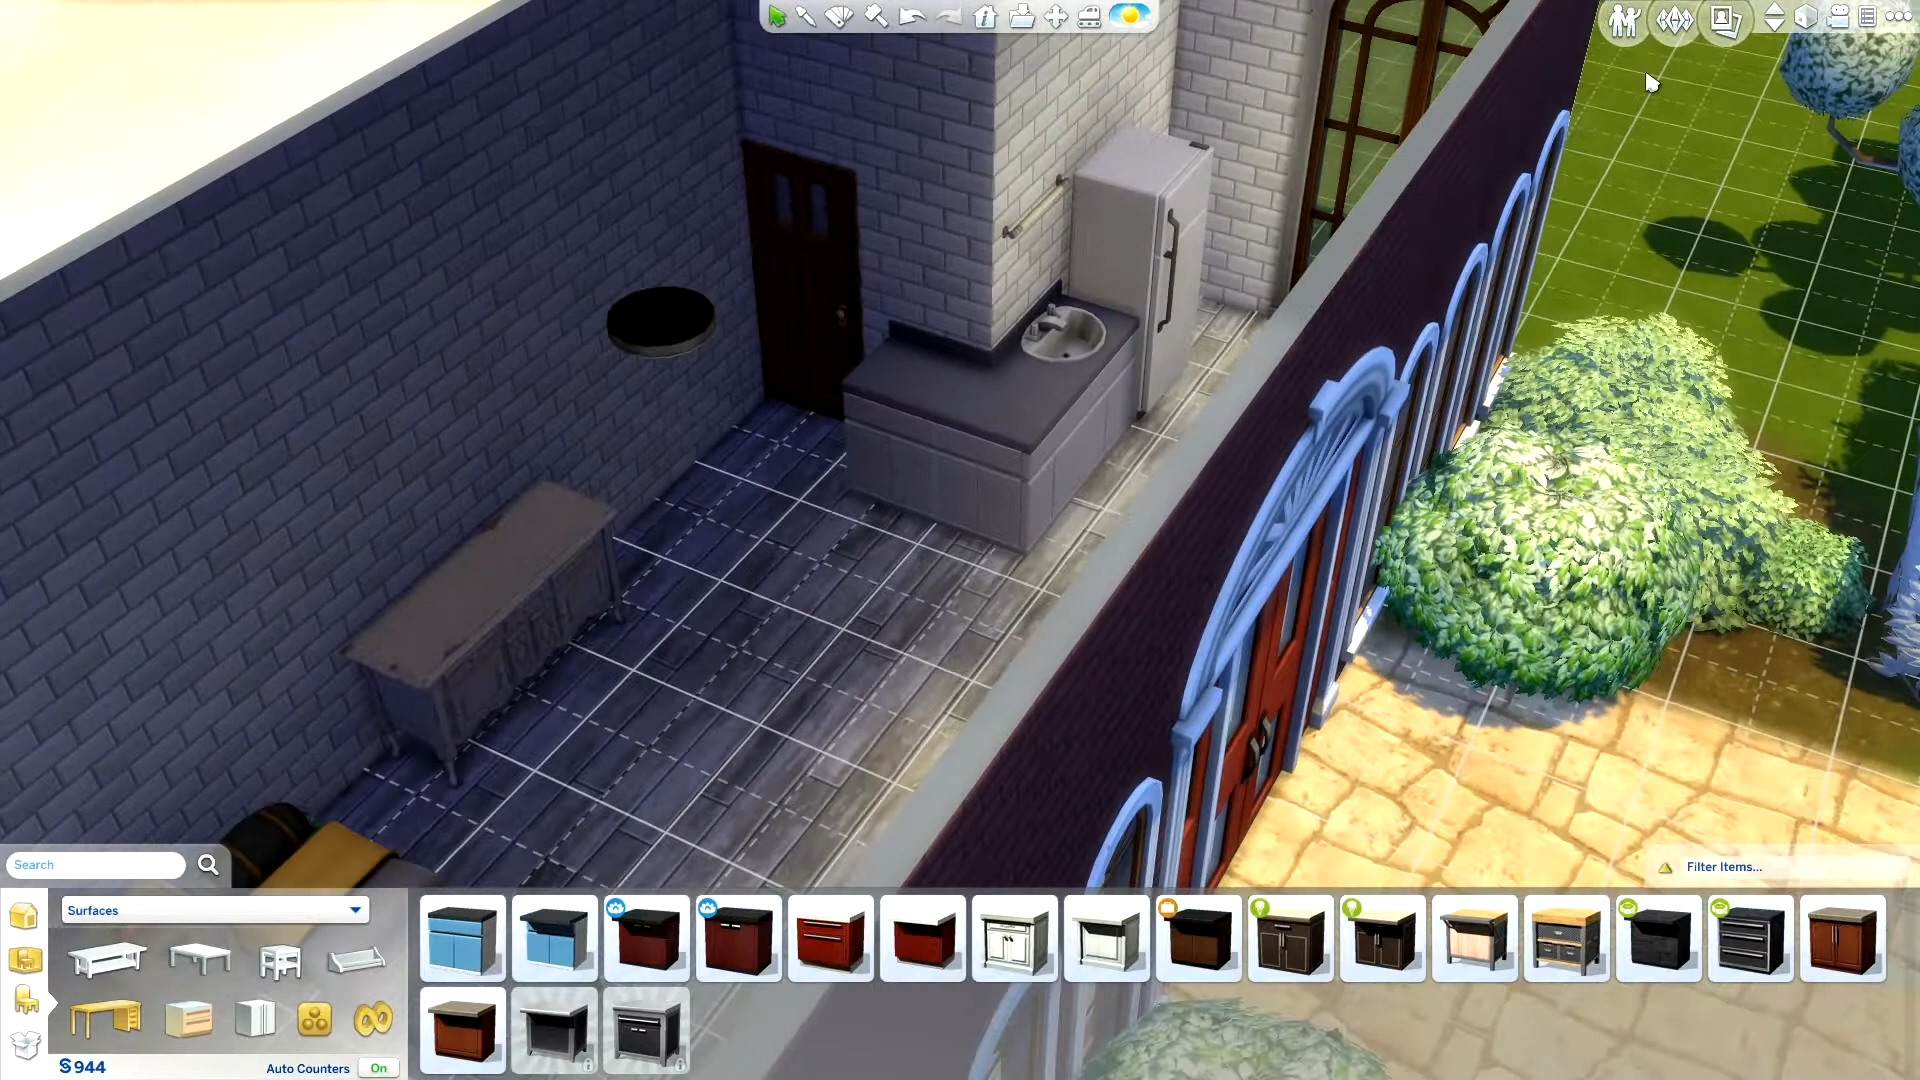 Search
Filter Items...
Surfaces
§944
Auto Counters On